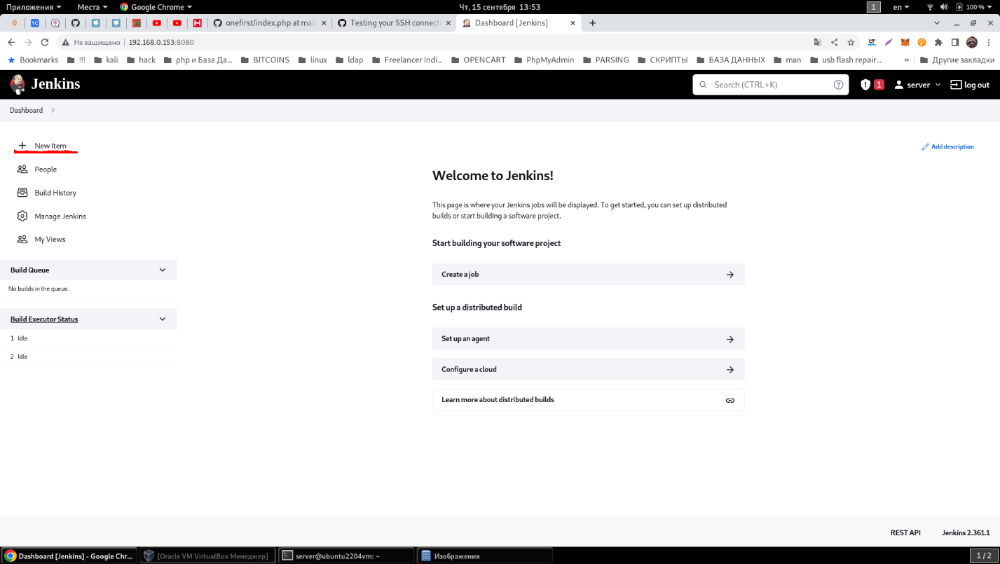 Приложения Места Google Chrome Чт, 15 сентября 13:53 1 en 100 %
YC H onefirst/index.php at mai Testing your SSH connect Dashboard [Jenkins]
Не защищено 192.168.0.153:8080
Bookmarks !!! kali hack php и База Да... BITCOINS linux ldap Freelancer Indi... OPENCART PhpMyAdmin PARSING СКРИПТЫ БАЗА ДАННЫХ man usb flash repair... » Другие закладки
Jenkins Search (CTRL+K) 1 server log out
Dashboard
New Item
Add description
People
Build History
Manage Jenkins
My Views
Build Queue
No builds in the queue.
Build Executor Status
1 Idle
2 Idle
Welcome to Jenkins!
This page is where your Jenkins jobs will be displayed. To get started, you can set up distributed
builds or start building a software project.
Start building your software project
Create a job
Set up a distributed build
Set up an agent
Configure a cloud
Learn more about distributed builds
REST API Jenkins 2.361.1
Dashboard [Jenkins] - Google Chr... [Oracle VM VirtualBox Менеджер] server@ubuntu2204vm: ~ Изображения 1 / 2